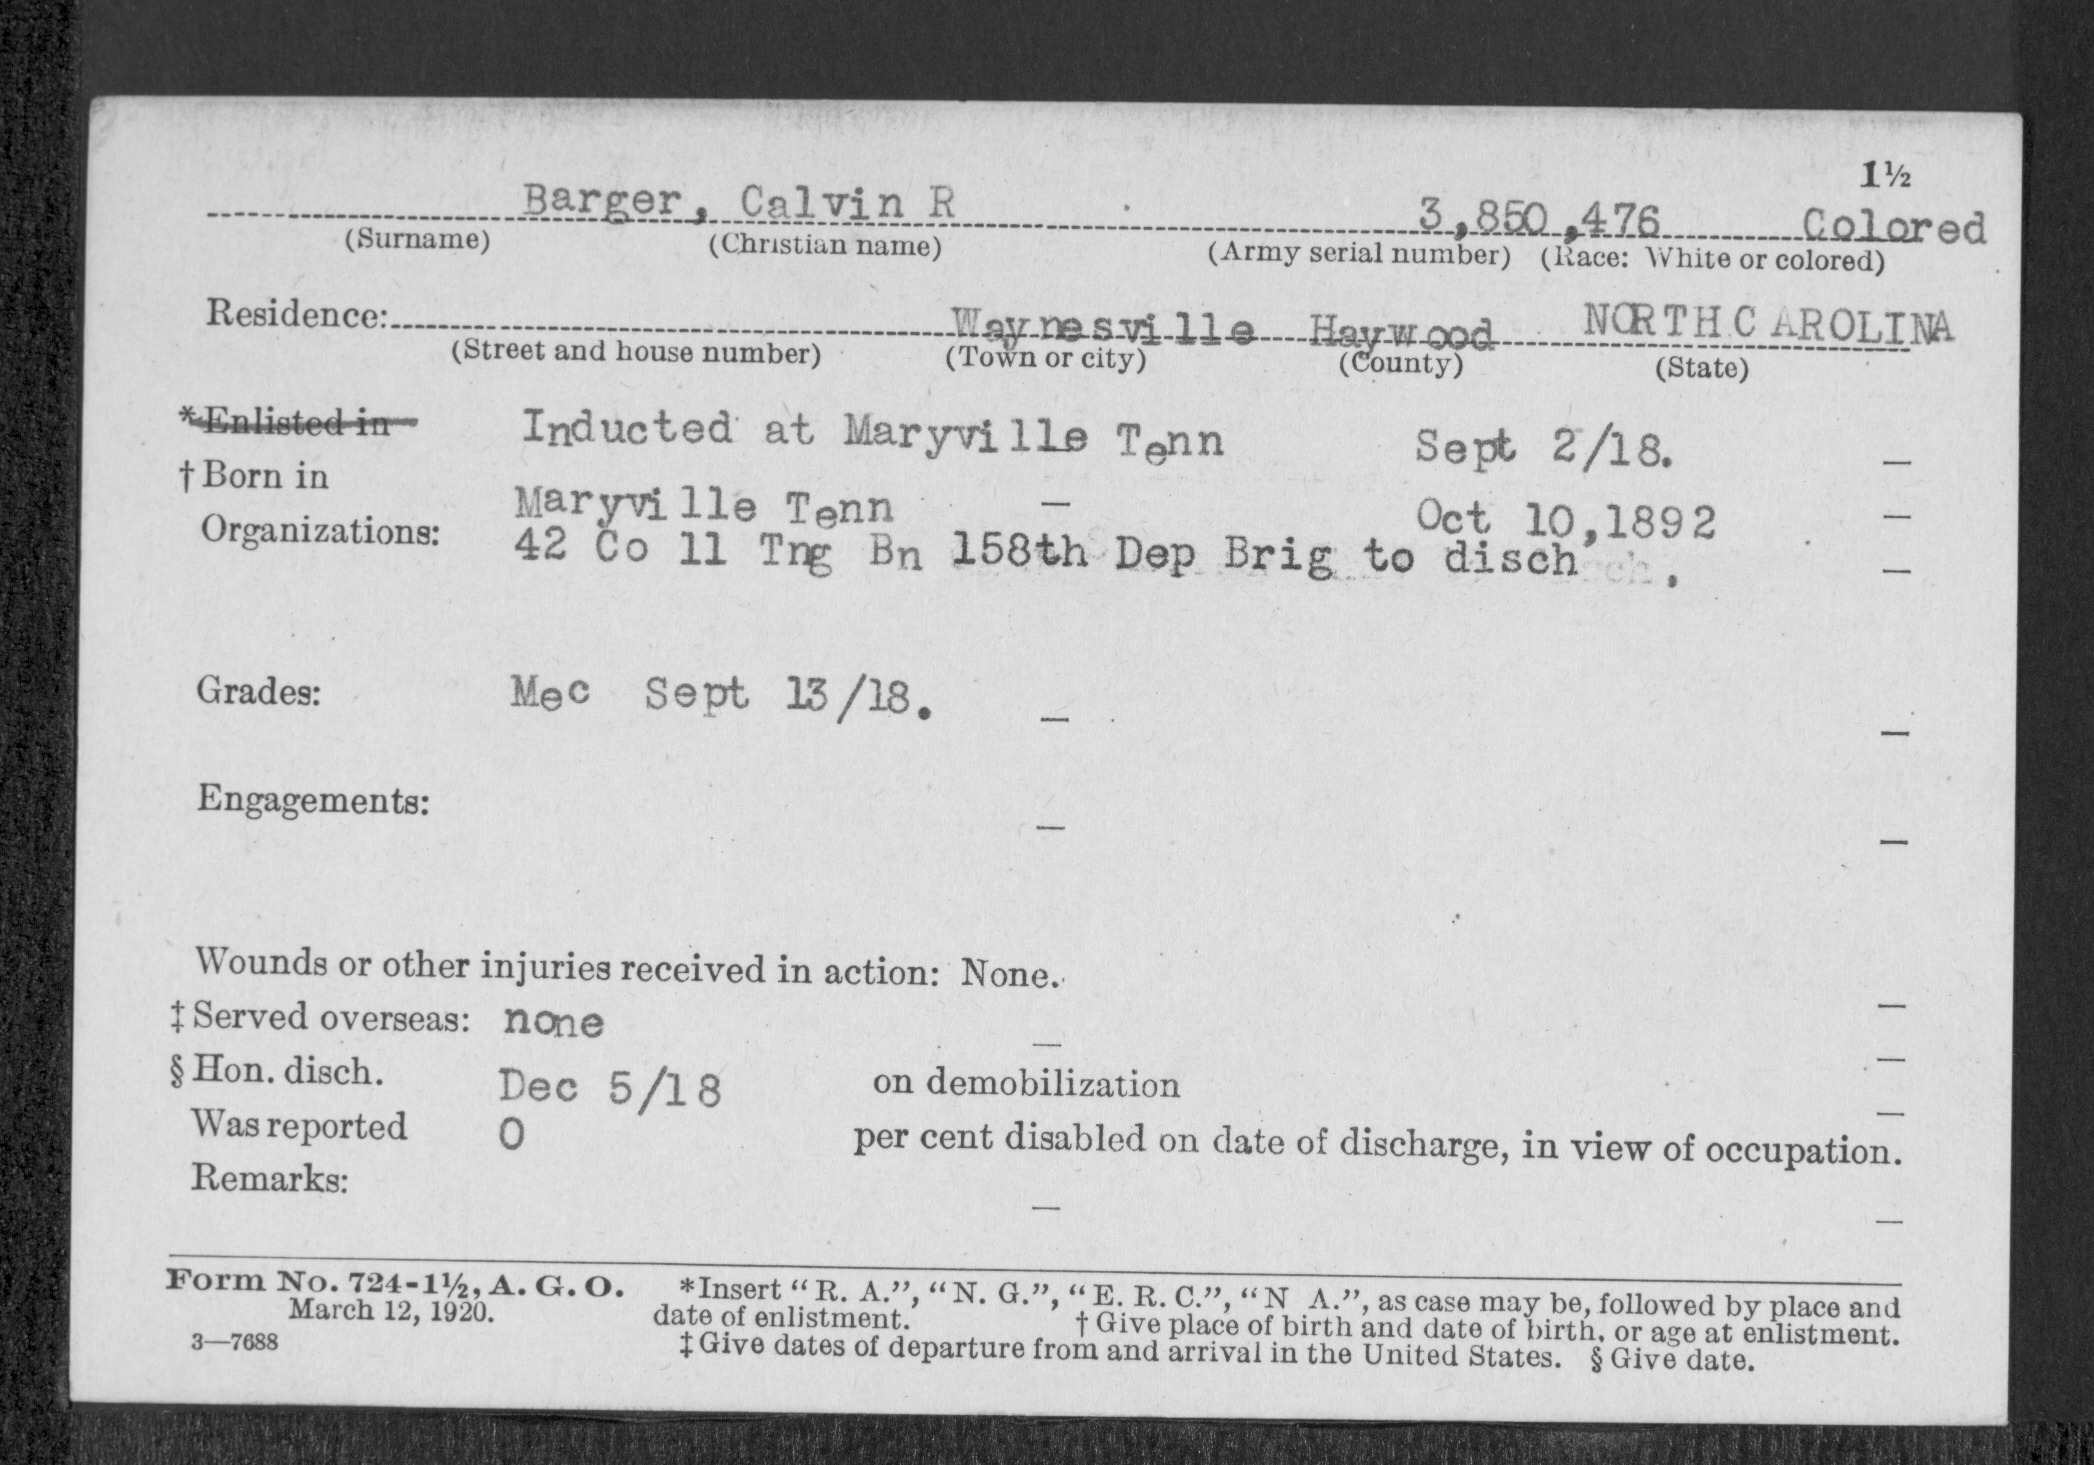 1½
Barger, Calvin R 3,850,476 Colored
(Surname) (Christian name) (Army serial number) (Race: White or colored)
Residence: Waynesville Haywood NORTH CAROLINA
(Street and house number) (Town or city) (County) (State)
*Enlisted in Inducted at Maryville Tenn Sept 2/18. —
† Born in Maryville Tenn — Oct 10,1892 —
Organizations: 42 Co 11 Tng Bn 158th Dep Brig to disch . —
Grades: Mec Sept 13/18. — —
Engagements: — —
Wounds or other injuries received in action: None. —
‡ Served overseas: none — —
§ Hon. disch. Dec 5/18 on demobilization —
Was reported 0 per cent disabled on date of discharge, in view of occupation.
Remarks: — —
Form No. 724-1½, A. G. O. *Insert “R. A.”, “N. G.”, “E. R. C.”, “N A.”, as case may be, followed by place and
March 12, 1920. date of enlistment. † Give place of birth and date of birth, or age at enlistment.
3—7688 ‡ Give dates of departure from and arrival in the United States. § Give date.